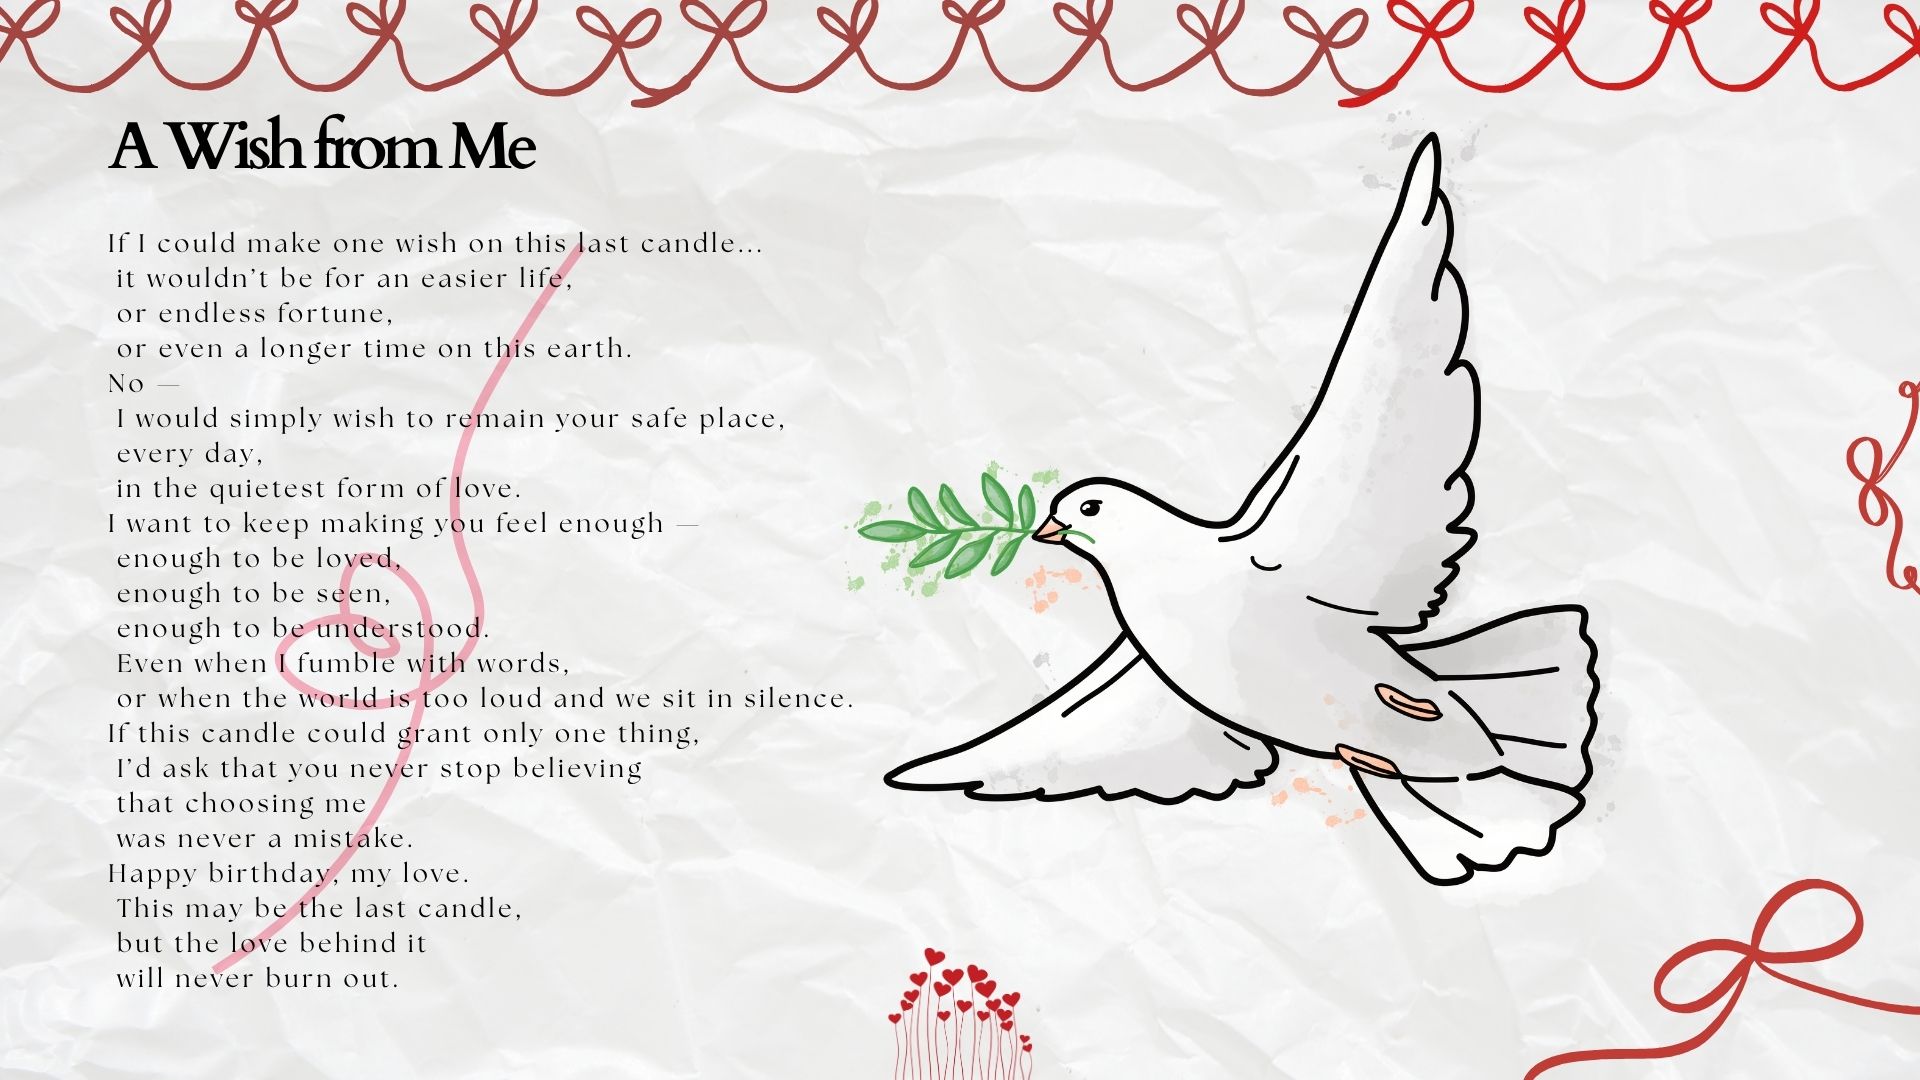 A Wish from Me
If I could make one wish on this last candle...
it wouldn't be for an easier life,
or endless fortune,
or even a longer time on this earth.
No —
I would simply wish to remain your safe place,
every day,
in the quietest form of love.
I want to keep making you feel enough —
enough to be loved,
enough to be seen,
enough to be understood.
Even when I fumble with words,
or when the world is too loud and we sit in silence.
If this candle could grant only one thing,
I'd ask that you never stop believing
that choosing me
was never a mistake.
Happy birthday, my love.
This may be the last candle,
but the love behind it
will never burn out.